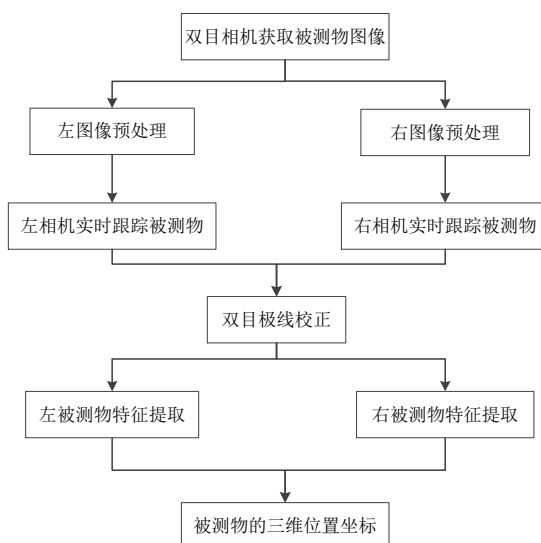 双目相机获取被测物图像
左图像预处理
右图像预处理
左相机实时跟踪被测物
右相机实时跟踪被测物
双目极线校正
左被测物特征提取
右被测物特征提取
被测物的三维位置坐标